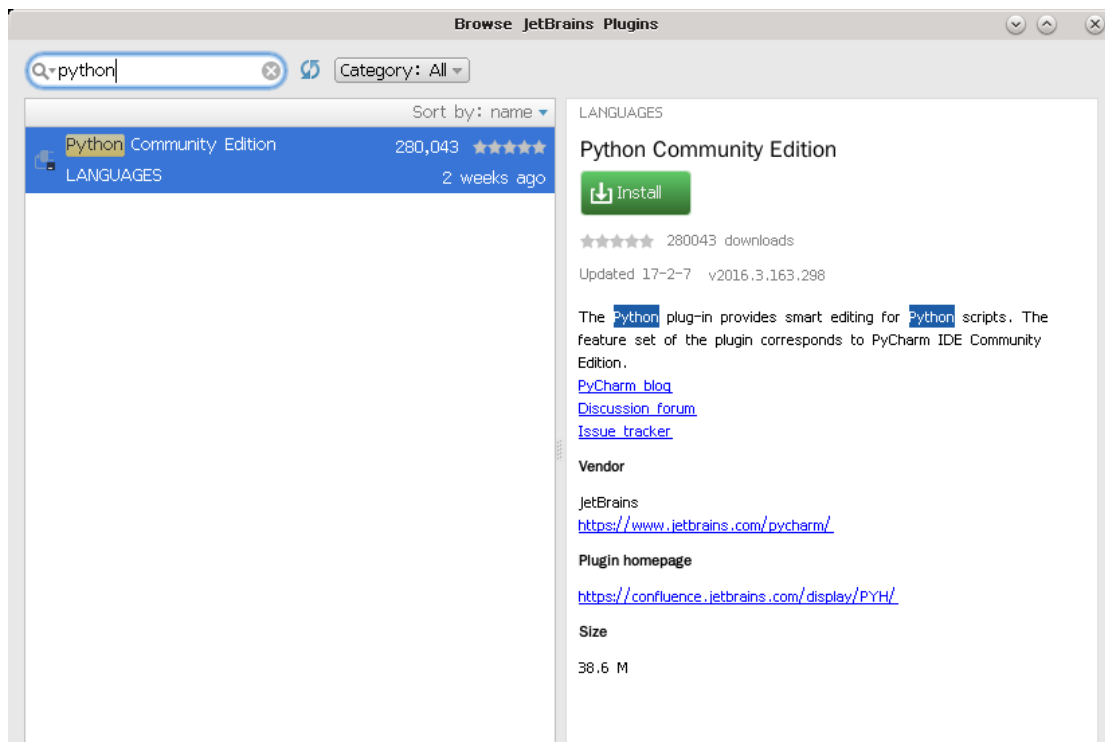 Browse JetBrains Plugins
python
Category: All
Sort by: name
Python Community Edition 280,043
LANGUAGES 2 weeks ago
LANGUAGES
Python Community Edition
Install
280043 downloads
Updated 17-2-7 v2016.3.163.298
The Python plug-in provides smart editing for Python scripts. The
feature set of the plugin corresponds to PyCharm IDE Community
Edition.
PyCharm blog
Discussion forum
Issue tracker
Vendor
JetBrains
https://www.jetbrains.com/pycharm/
Plugin homepage
https://confluence.jetbrains.com/display/PYH/
Size
38.6 M